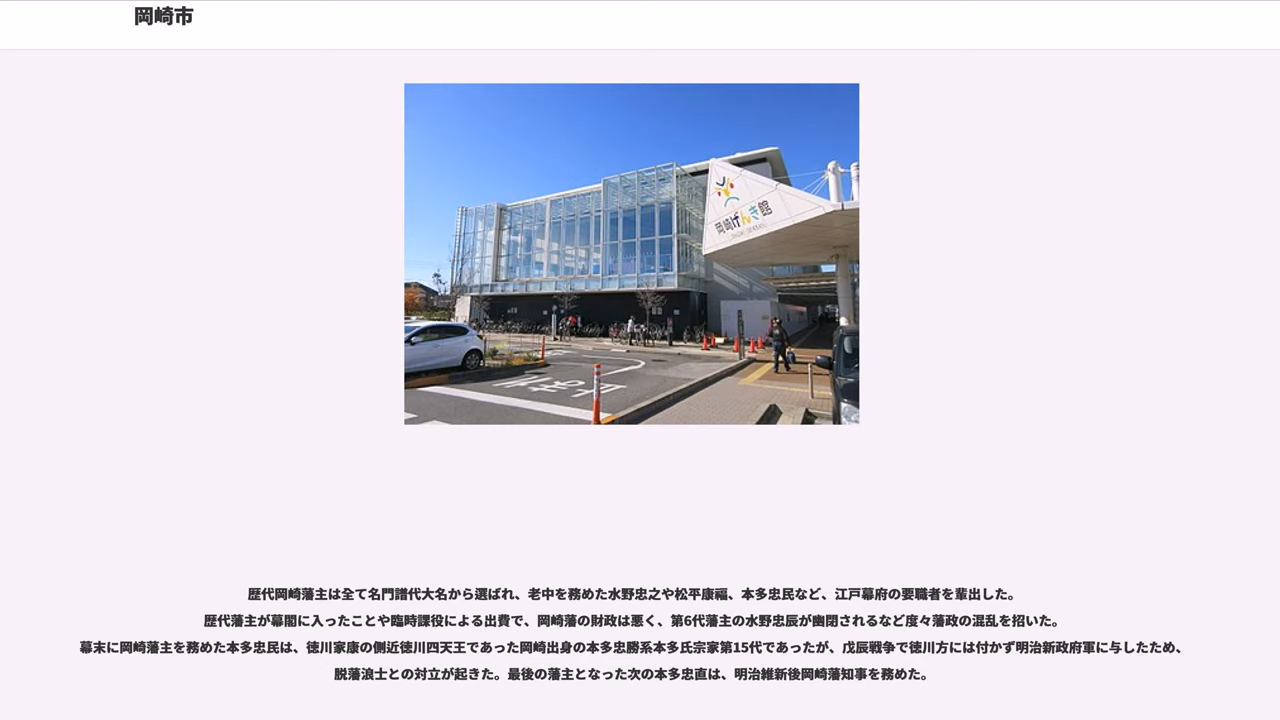 岡崎市
岡崎げんき館
歴代岡崎藩主は全て名門譜代大名から選ばれ、老中を務めた水野忠之や松平康福、本多忠民など、江戸幕府の要職者を輩出した。
歴代藩主が幕閣に入ったことや臨時課役による出費で、岡崎藩の財政は悪く、第6代藩主の水野忠辰が幽閉されるなど度々藩政の混乱を招いた。
幕末に岡崎藩主を務めた本多忠民は、徳川家康の側近徳川四天王であった岡崎出身の本多忠勝系本多氏宗家第15代であったが、戊辰戦争で徳川方には付かず明治新政府軍に与したため、
脱藩浪士との対立が起きた。最後の藩主となった次の本多忠直は、明治維新後岡崎藩知事を務めた。